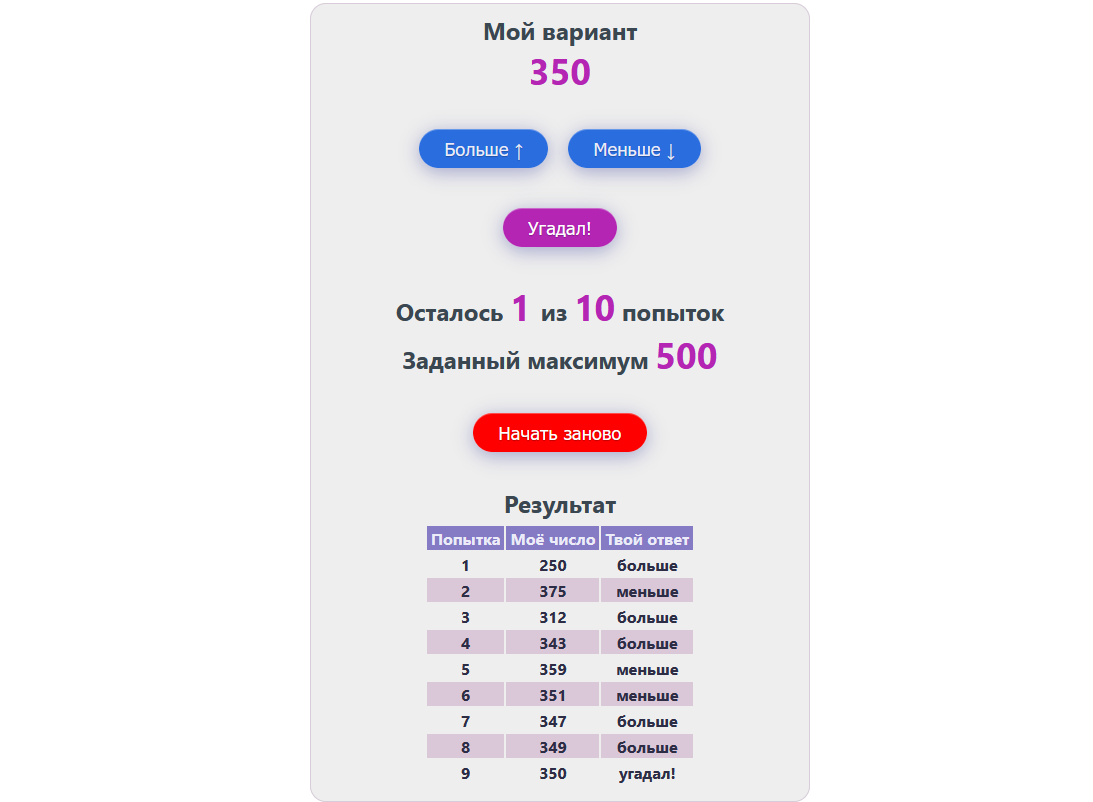 Мой вариант
350
Больше ↑ Меньше ↓
Угадал!
Осталось 1 из 10 попыток
Заданный максимум 500
Начать заново
Результат
Попытка Моё число Твой ответ
1 250 больше
2 375 меньше
3 312 больше
4 343 больше
5 359 меньше
6 351 меньше
7 347 больше
8 349 больше
9 350 угадал!